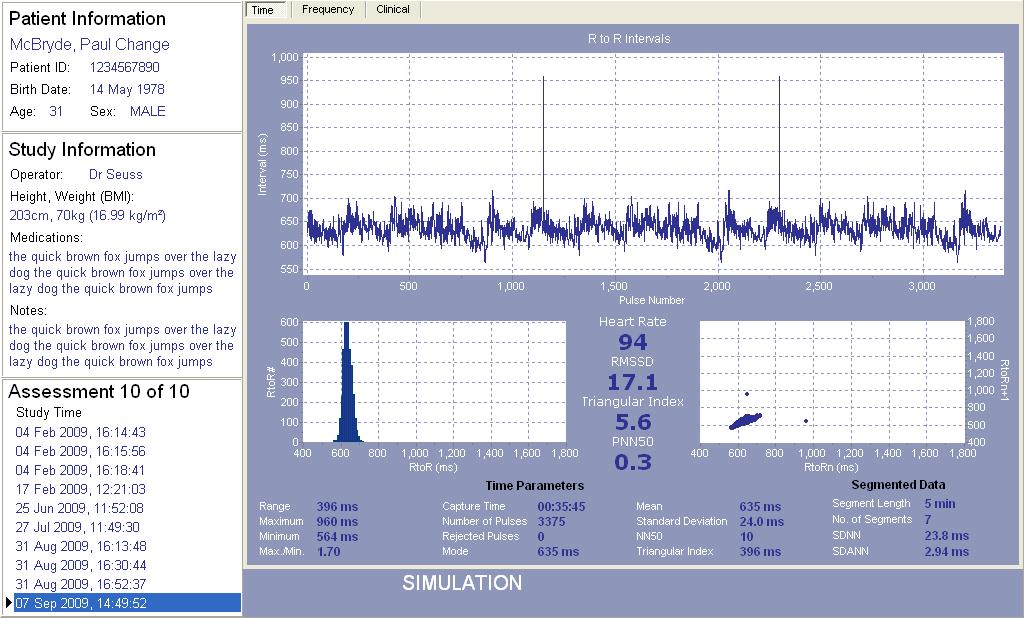 Patient Information
McBryde, Paul Change
Patient ID: 1234567890
Birth Date: 14 May 1978
Age: 31 Sex: MALE
Study Information
Operator: Dr Seuss
Height, Weight (BMI):
203cm, 70kg (16.99 kg/m²)
Medications:
the quick brown fox jumps over the lazy
dog the quick brown fox jumps over the
lazy dog the quick brown fox jumps
Notes:
the quick brown fox jumps over the lazy
dog the quick brown fox jumps over the
lazy dog the quick brown fox jumps
Assessment 10 of 10
Study Time
04 Feb 2009, 16:14:43
04 Feb 2009, 16:15:56
04 Feb 2009, 16:18:41
17 Feb 2009, 12:21:03
25 Jun 2009, 11:52:08
27 Jul 2009, 11:49:30
31 Aug 2009, 16:13:48
31 Aug 2009, 16:30:44
31 Aug 2009, 16:52:37
07 Sep 2009, 14:49:52
Time Frequency Clinical
R to R Intervals
Interval (ms)
1,000
950
900
850
800
750
700
650
600
550
0 500 1,000 1,500 2,000 2,500 3,000
Pulse Number
RtoR#
600
500
400
300
200
100
0
400 600 800 1,000 1,200 1,400 1,600 1,800
RtoR (ms)
Heart Rate
94
RMSSD
17.1
Triangular Index
5.6
PNN50
0.3
1,800
1,600
1,400
1,200
1,000
800
600
400
RtoRn+1
400 600 800 1,000 1,200 1,400 1,600 1,800
RtoRn (ms)
Time Parameters
Range 396 ms
Maximum 960 ms
Minimum 564 ms
Max./Min. 1.70
Capture Time 00:35:45
Number of Pulses 3375
Rejected Pulses 0
Mode 635 ms
Mean 635 ms
Standard Deviation 24.0 ms
NN50 10
Triangular Index 396 ms
Segmented Data
Segment Length 5 min
No. of Segments 7
SDNN 23.8 ms
SDANN 2.94 ms
SIMULATION